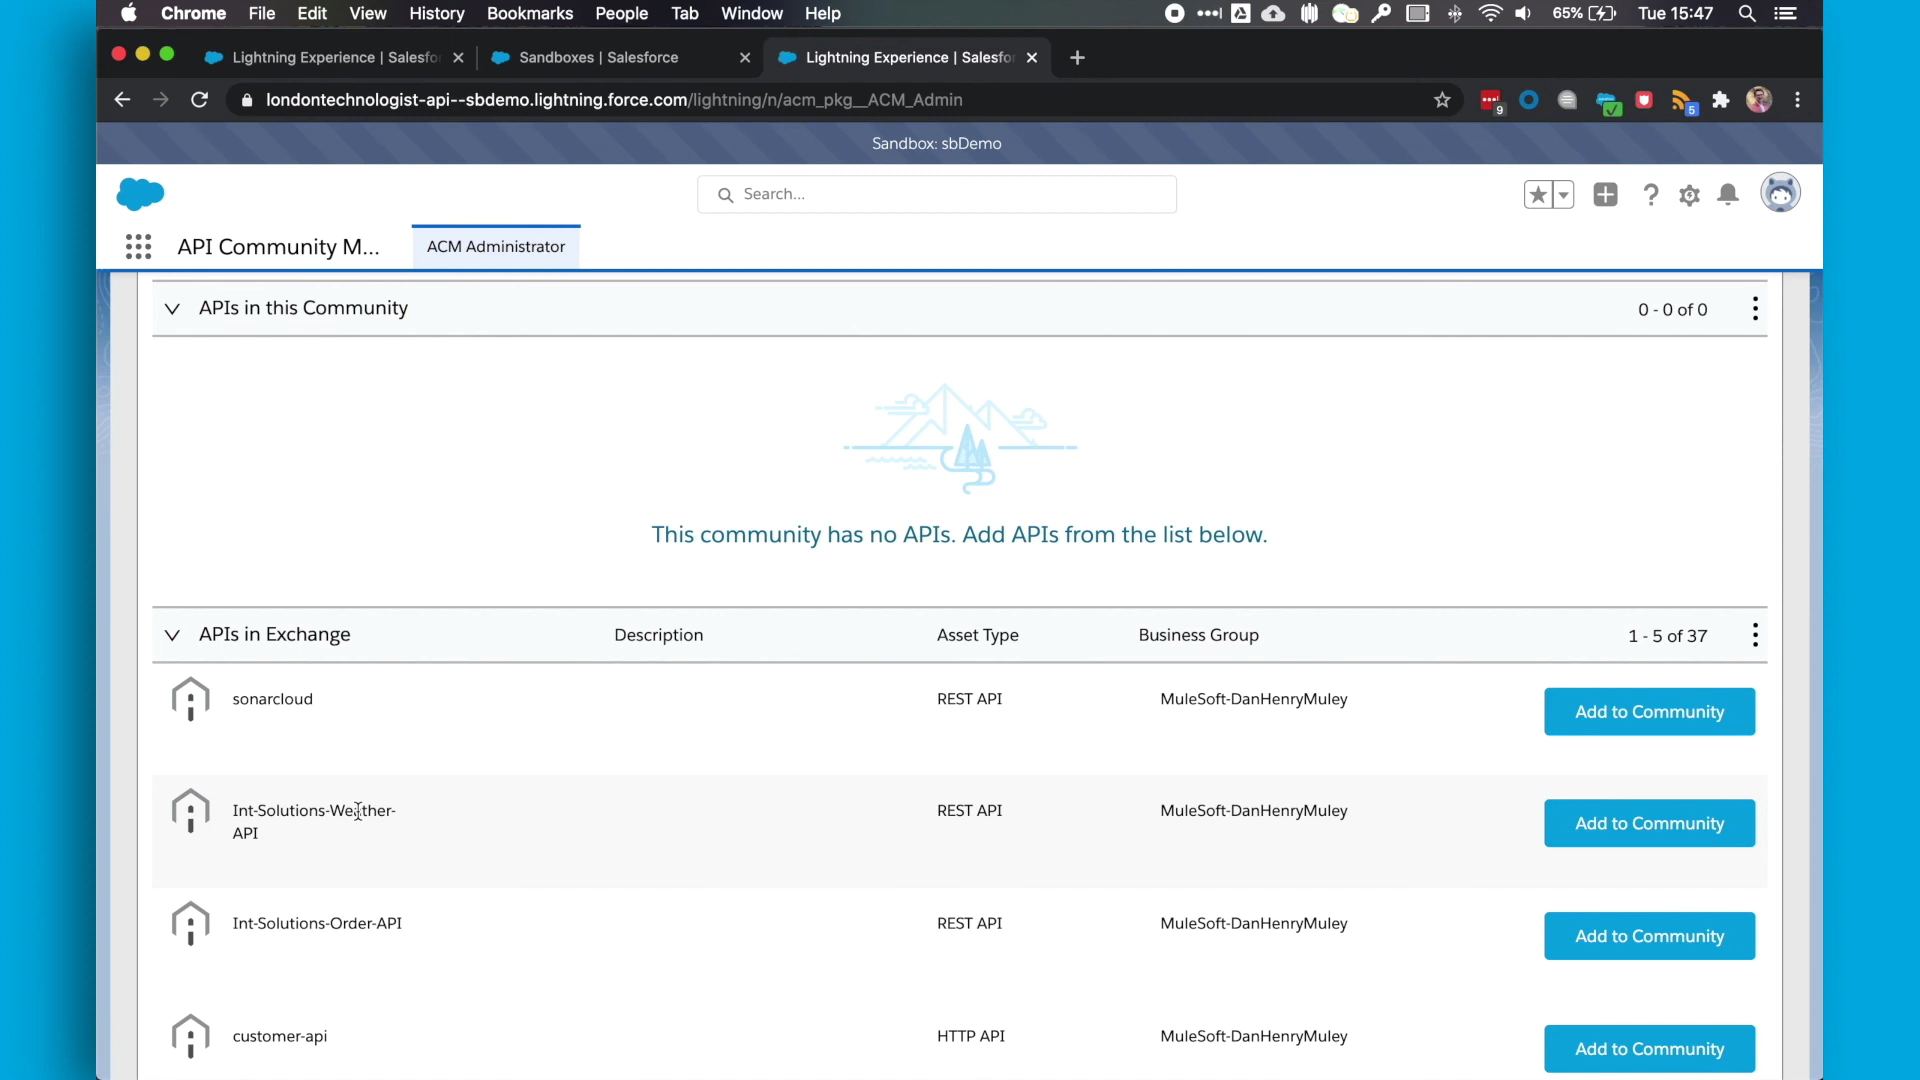 Chrome File Edit View History Bookmarks People Tab Window Help 65% Tue 15:47
Lightning Experience | Salesfo Sandboxes | Salesforce Lightning Experience | Salesfor
londontechnologist-api--sbdemo.lightning.force.com/lightning/n/acm_pkg__ACM_Admin 9 5
Sandbox: sbDemo
Search...
API Community M... ACM Administrator
APIs in this Community 0 - 0 of 0
This community has no APIs. Add APIs from the list below.
APIs in Exchange Description Asset Type Business Group 1 - 5 of 37
sonarcloud REST API MuleSoft-DanHenryMuley Add to Community
Int-Solutions-Weather- REST API MuleSoft-DanHenryMuley Add to Community
API
Int-Solutions-Order-API REST API MuleSoft-DanHenryMuley Add to Community
customer-api HTTP API MuleSoft-DanHenryMuley Add to Community